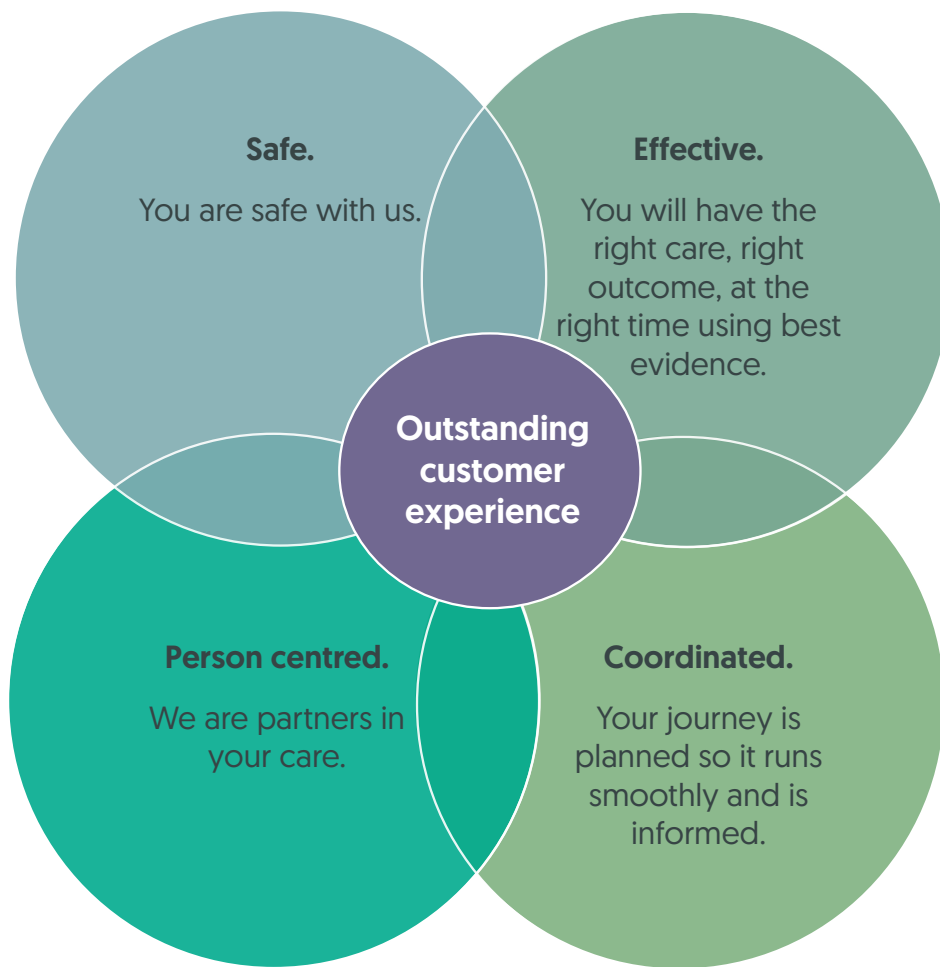 Safe.
You are safe with us.
Effective.
You will have the
right care, right
outcome, at the
right time using best
evidence.
Outstanding
customer
experience
Person centred.
We are partners in
your care.
Coordinated.
Your journey is
planned so it runs
smoothly and is
informed.